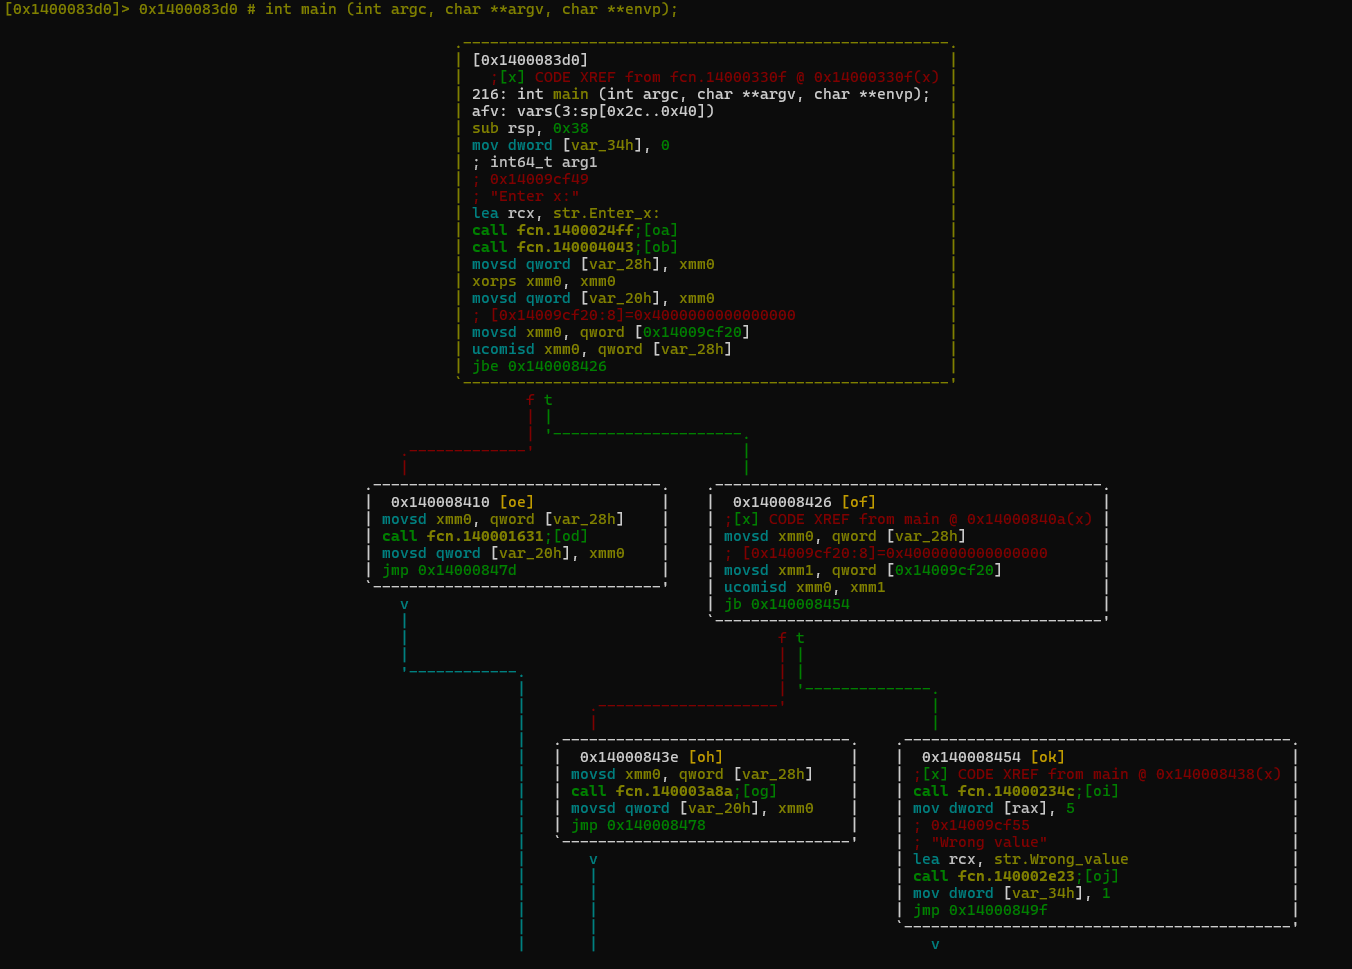 [0x1400083d0]> 0x1400083d0 # int main (int argc, char **argv, char **envp);
[0x1400083d0]
;[x] CODE XREF from fcn.14000330f @ 0x14000330f(x)
216: int main (int argc, char **argv, char **envp);
afv: vars(3:sp[0x2c..0x40])
sub rsp, 0x38
mov dword [var_34h], 0
; int64_t arg1
; 0x14009cf49
; "Enter x:"
lea rcx, str.Enter_x:
call fcn.1400024ff;[oa]
call fcn.140004043;[ob]
movsd qword [var_28h], xmm0
xorps xmm0, xmm0
movsd qword [var_20h], xmm0
; [0x14009cf20:8]=0x4000000000000000
movsd xmm0, qword [0x14009cf20]
ucomisd xmm0, qword [var_28h]
jbe 0x140008426
f t
0x140008410 [oe]
movsd xmm0, qword [var_28h]
call fcn.140001631;[od]
movsd qword [var_20h], xmm0
jmp 0x14000847d
v
0x140008426 [of]
;[x] CODE XREF from main @ 0x14000840a(x)
movsd xmm0, qword [var_28h]
; [0x14009cf20:8]=0x4000000000000000
movsd xmm1, qword [0x14009cf20]
ucomisd xmm0, xmm1
jb 0x140008454
f t
0x14000843e [oh]
movsd xmm0, qword [var_28h]
call fcn.140003a8a;[og]
movsd qword [var_20h], xmm0
jmp 0x140008478
v
0x140008454 [ok]
;[x] CODE XREF from main @ 0x140008438(x)
call fcn.14000234c;[oi]
mov dword [rax], 5
; 0x14009cf55
; "Wrong value"
lea rcx, str.Wrong_value
call fcn.140002e23;[oj]
mov dword [var_34h], 1
jmp 0x14000849f
v